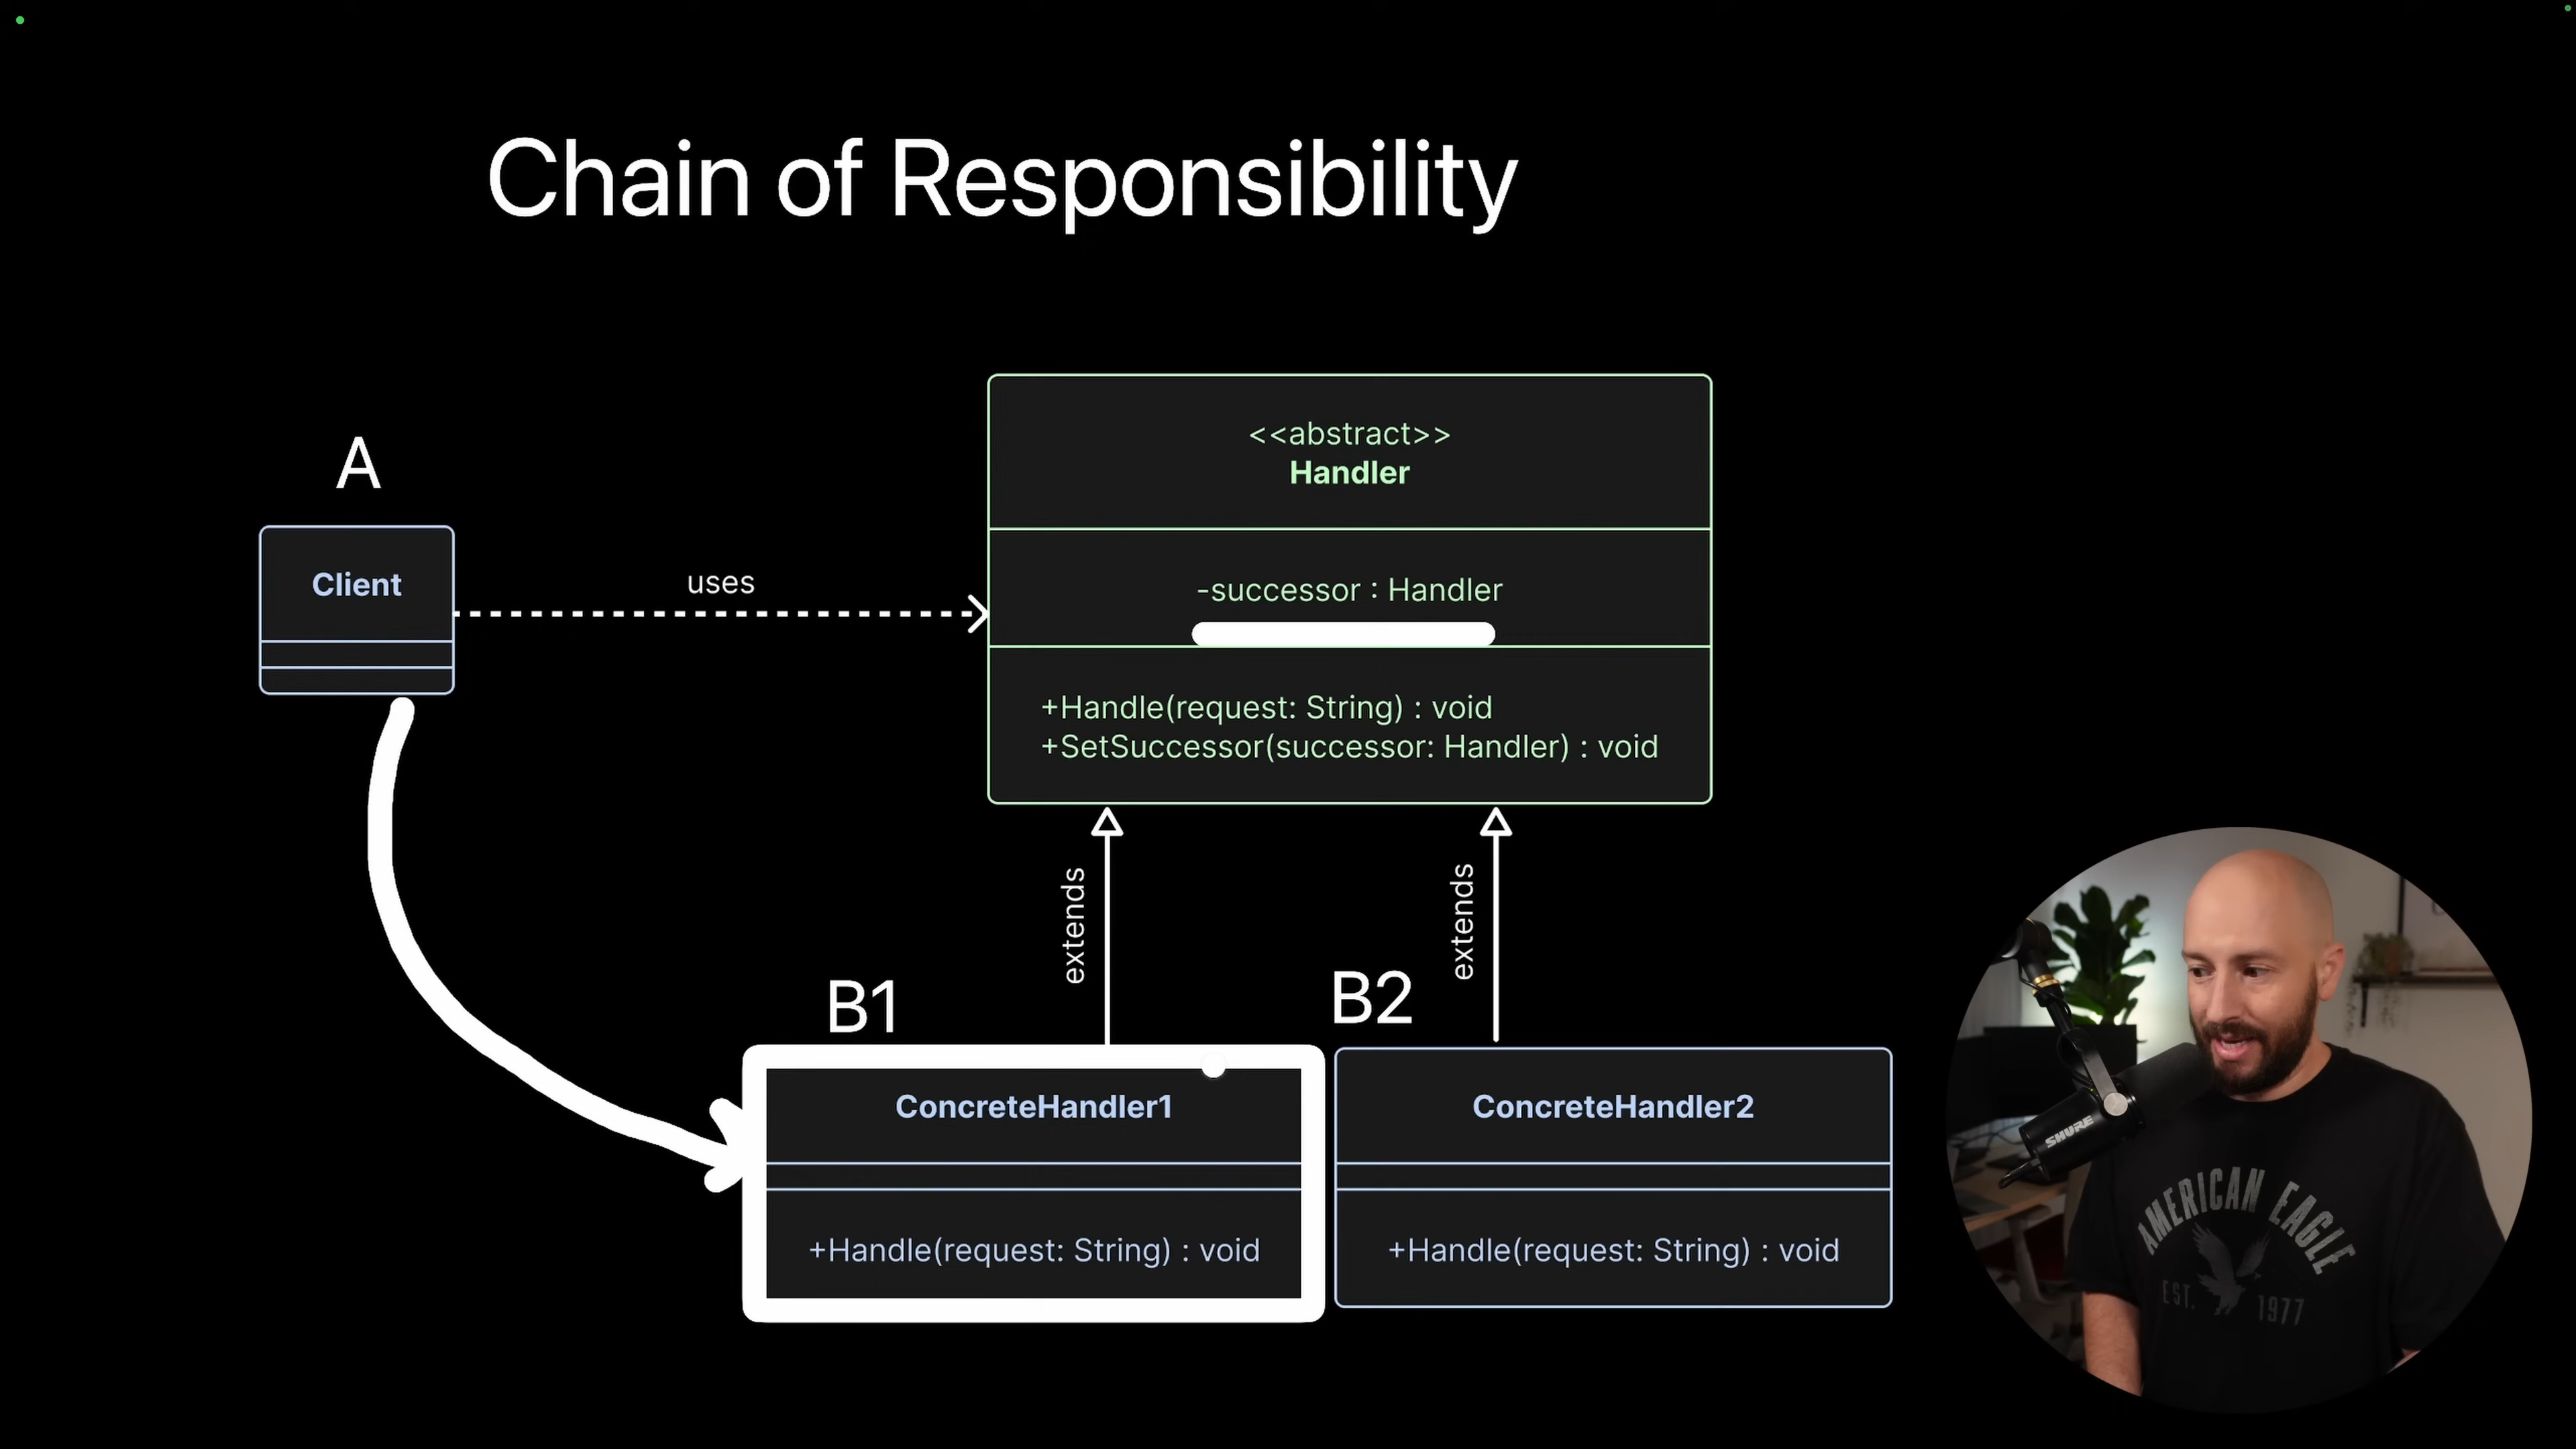 Chain of Responsibility
A
Client
uses
<<abstract>>
Handler
-successor : Handler
+Handle(request: String) : void
+SetSuccessor(successor: Handler) : void
extends
extends
B1
B2
ConcreteHandler1
+Handle(request: String) : void
ConcreteHandler2
+Handle(request: String) : void
SHURE
AMERICAN EAGLE
EST. 1977